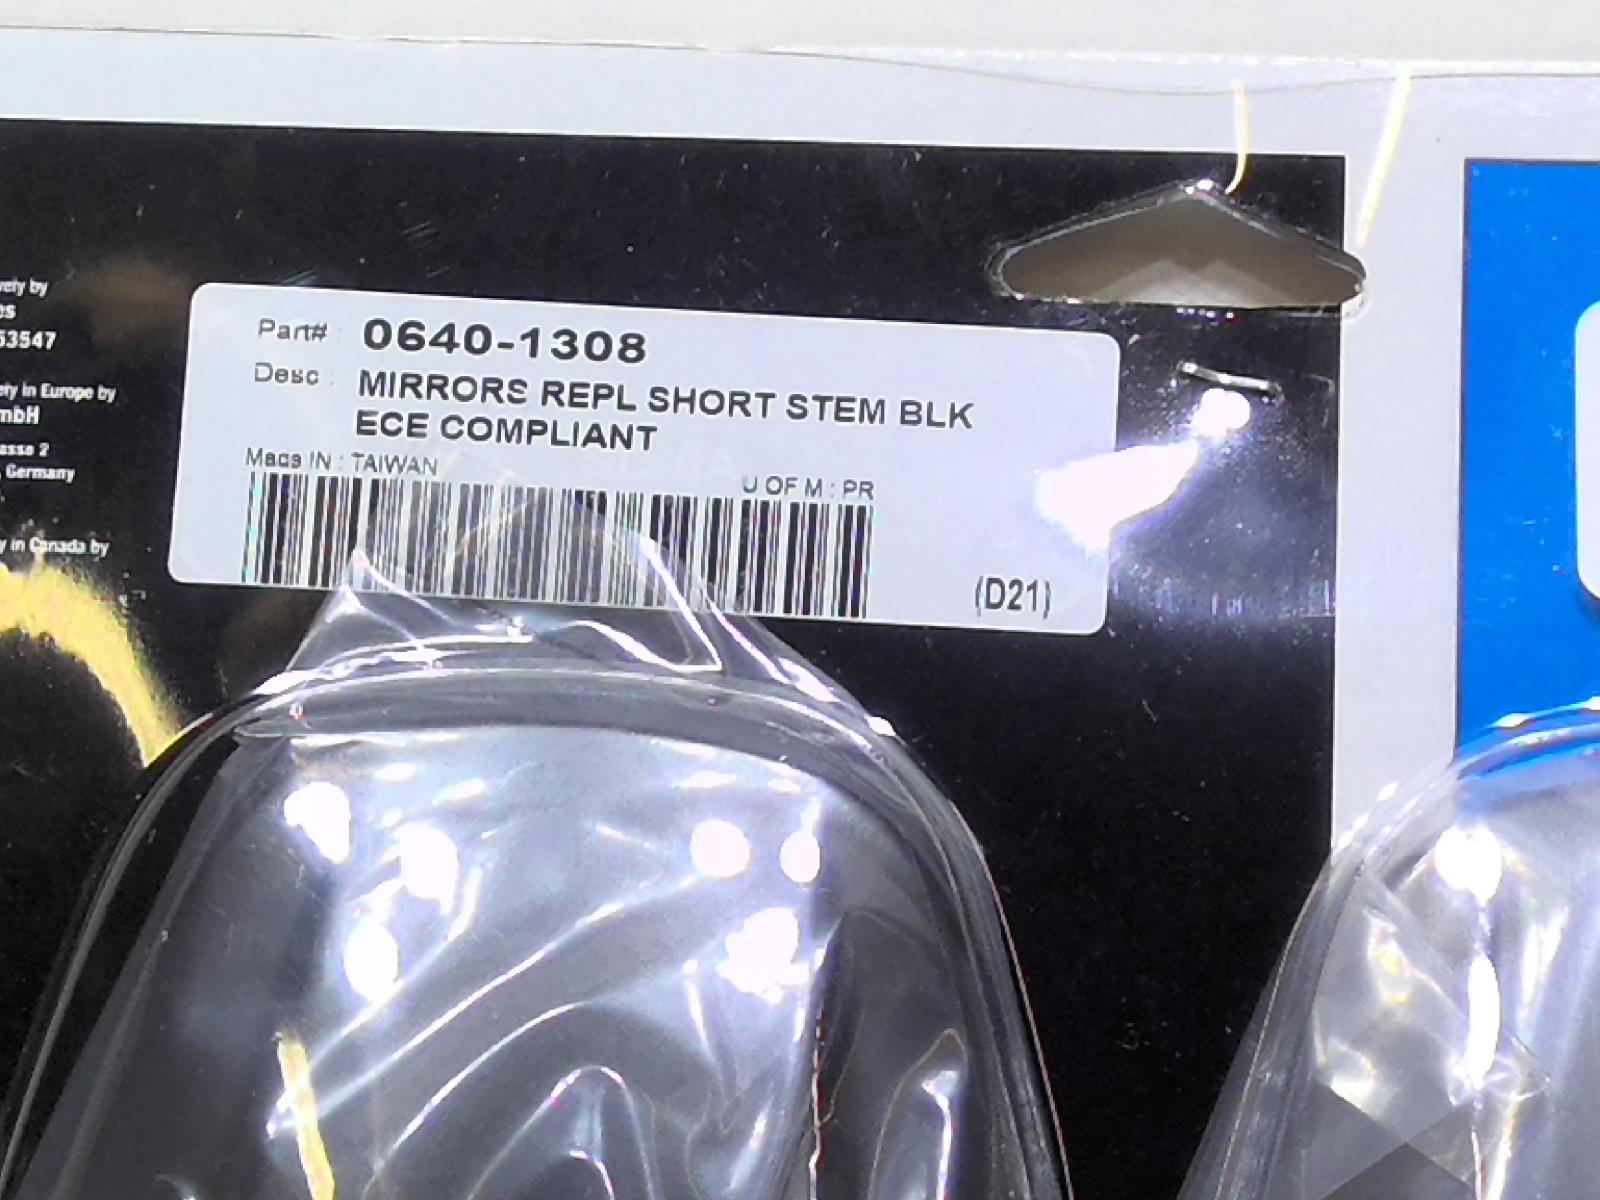 Part# : 0640-1308
Desc : MIRRORS REPL SHORT STEM BLK
ECE COMPLIANT
Made IN : TAIWAN
U OF M : PR
(D21)
by
53547
in Europe by
Germany
in Canada by